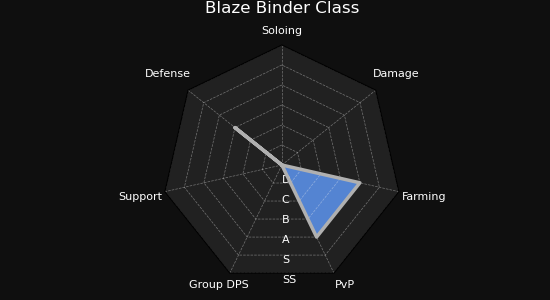 Blaze Binder Class
Soloing
Defense
Damage
Support
Farming
D
C
B
A
S
SS
Group DPS
PvP